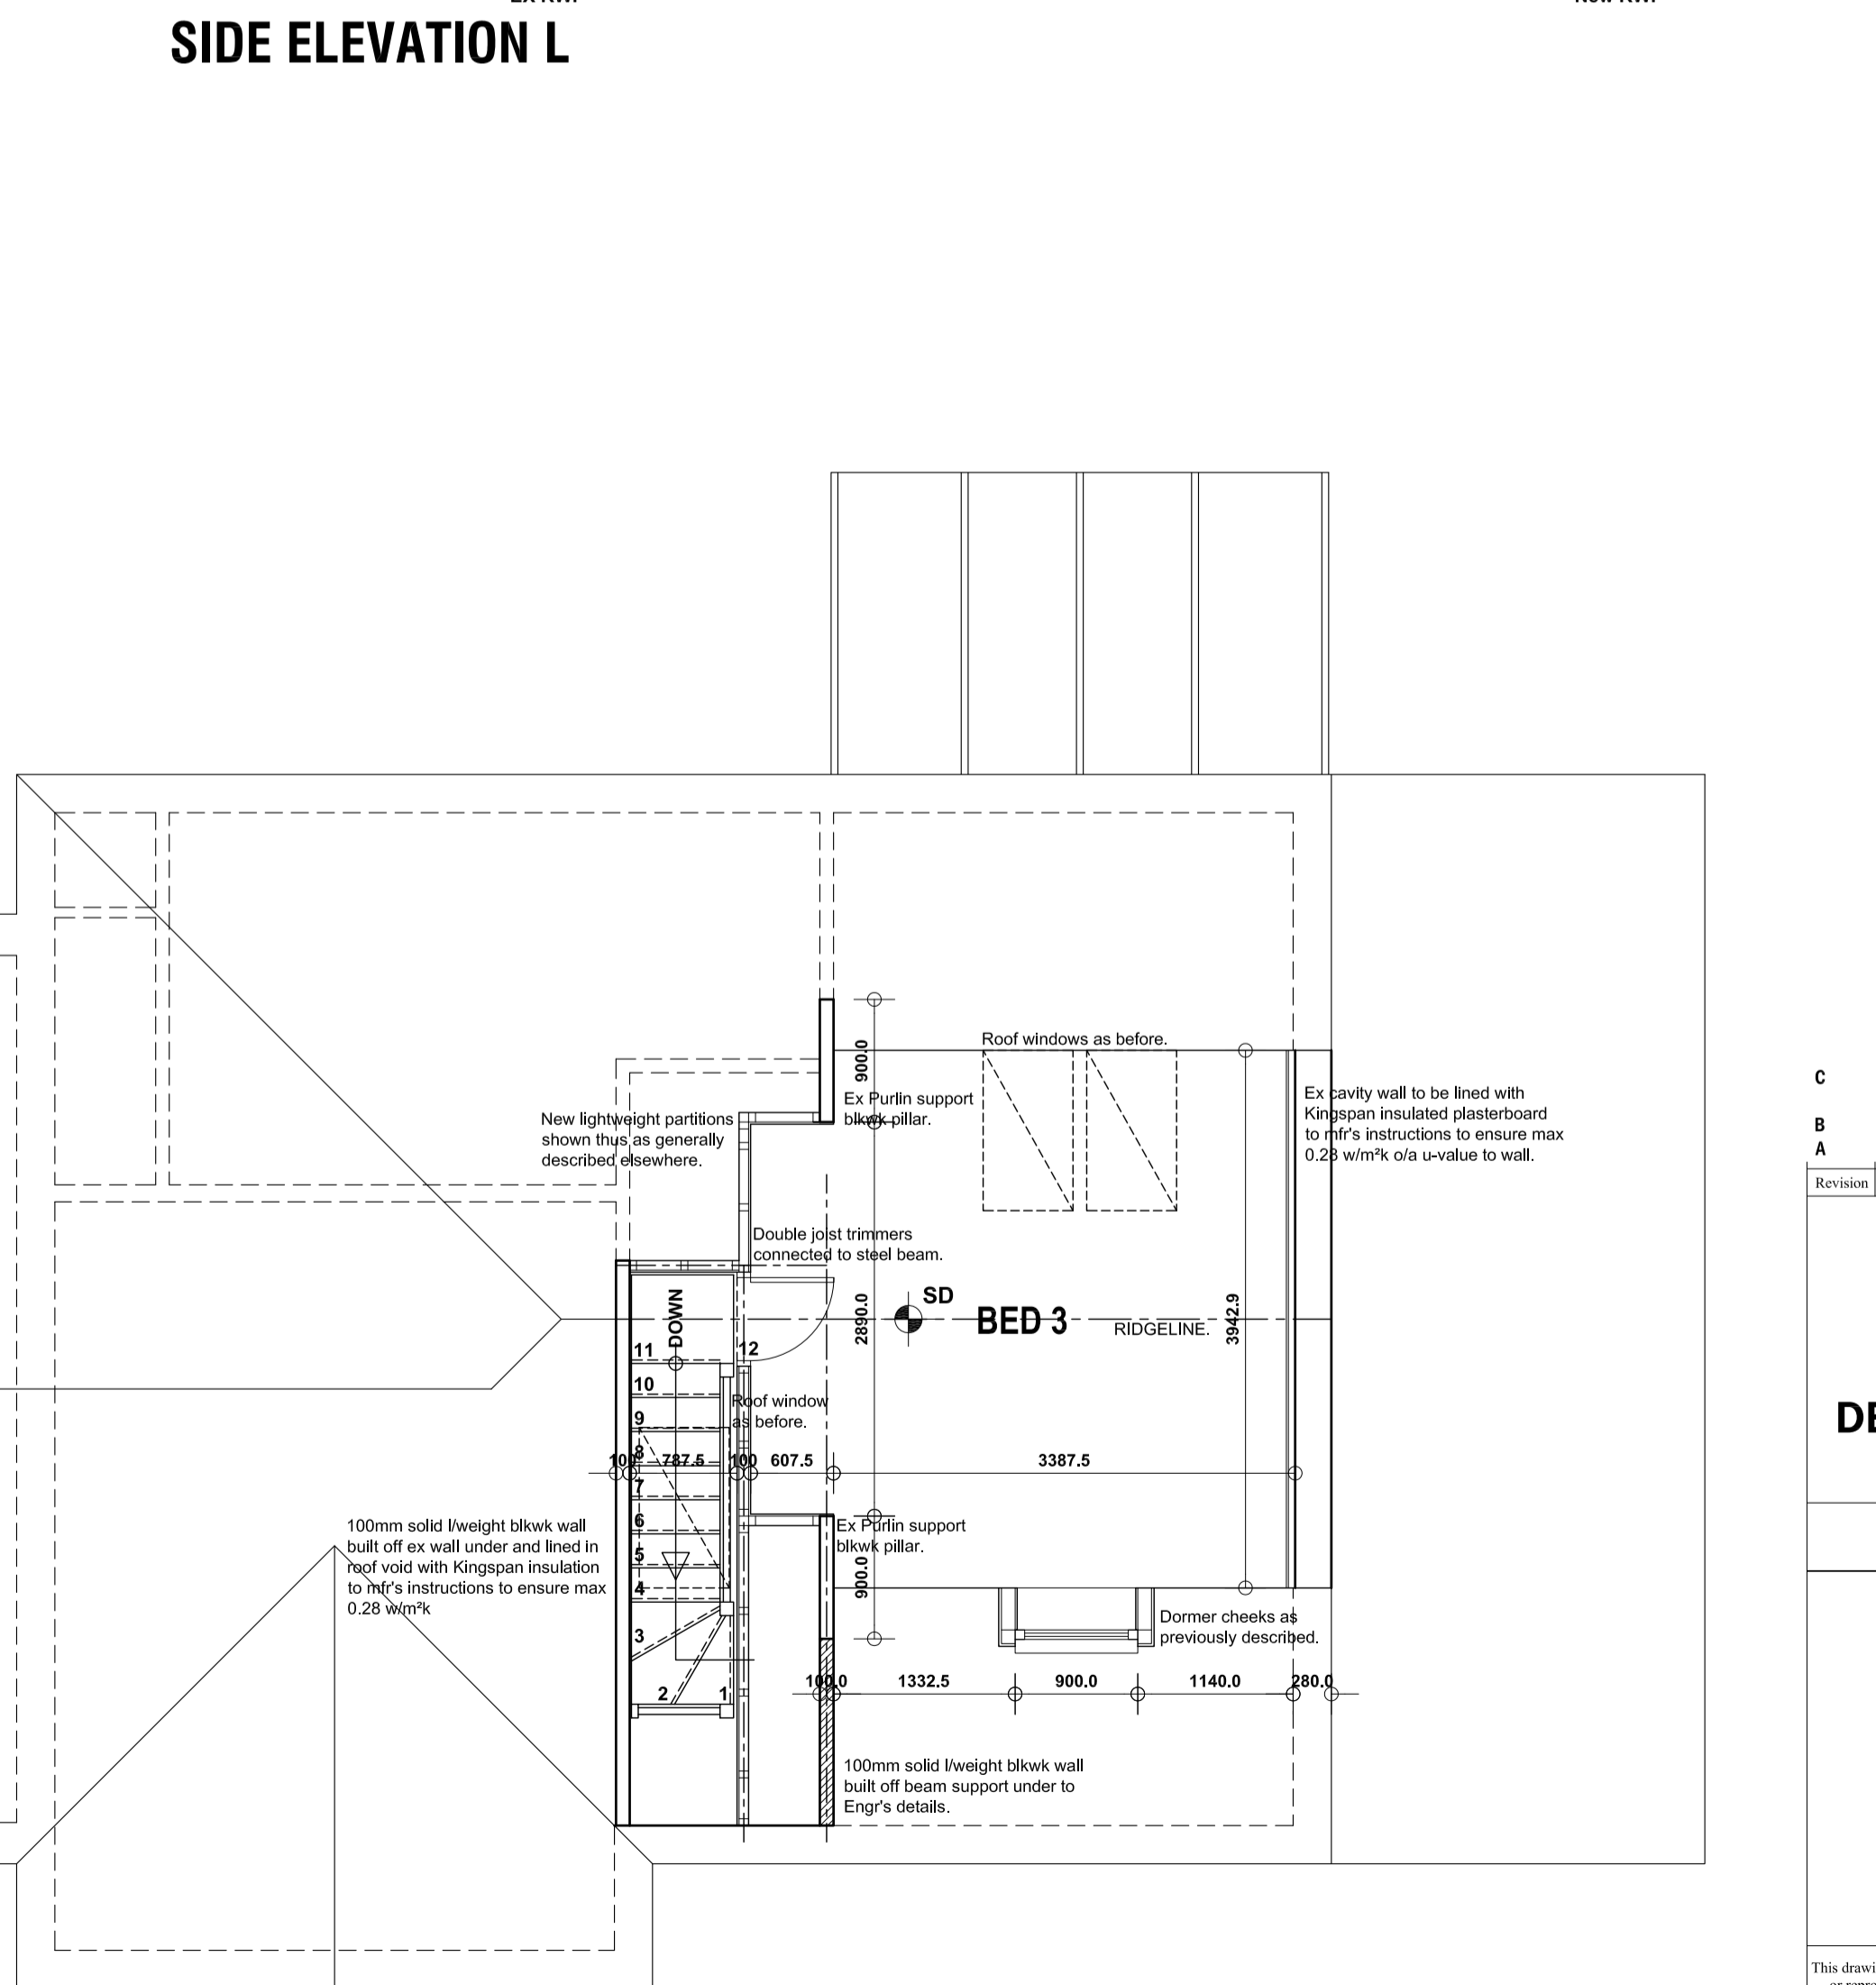 SIDE ELEVATION L
Roof windows as before.
900.0
Ex Purlin support
blkwk pillar.
New lightweight partitions
shown thus as generally
described elsewhere.
Ex cavity wall to be lined with
Kingspan insulated plasterboard
to mfr's instructions to ensure max
0.28 w/m²k o/a u-value to wall.
C
B
A
Revision
Double joist trimmers
connected to steel beam.
DOWN
2890.0
SD
BED 3
RIDGELINE.
3942.9
11
12
10
Roof window
as before.
9
8
100
787.5
100
607.5
3387.5
7
6
5
4
3
2
1
100mm solid l/weight blkwk wall
built off ex wall under and lined in
roof void with Kingspan insulation
to mfr's instructions to ensure max
0.28 w/m²k
Ex Purlin support
blkwk pillar.
900.0
Dormer cheeks as
previously described.
100.0
1332.5
900.0
1140.0
280.0
100mm solid l/weight blkwk wall
built off beam support under to
Engr's details.
This drawi